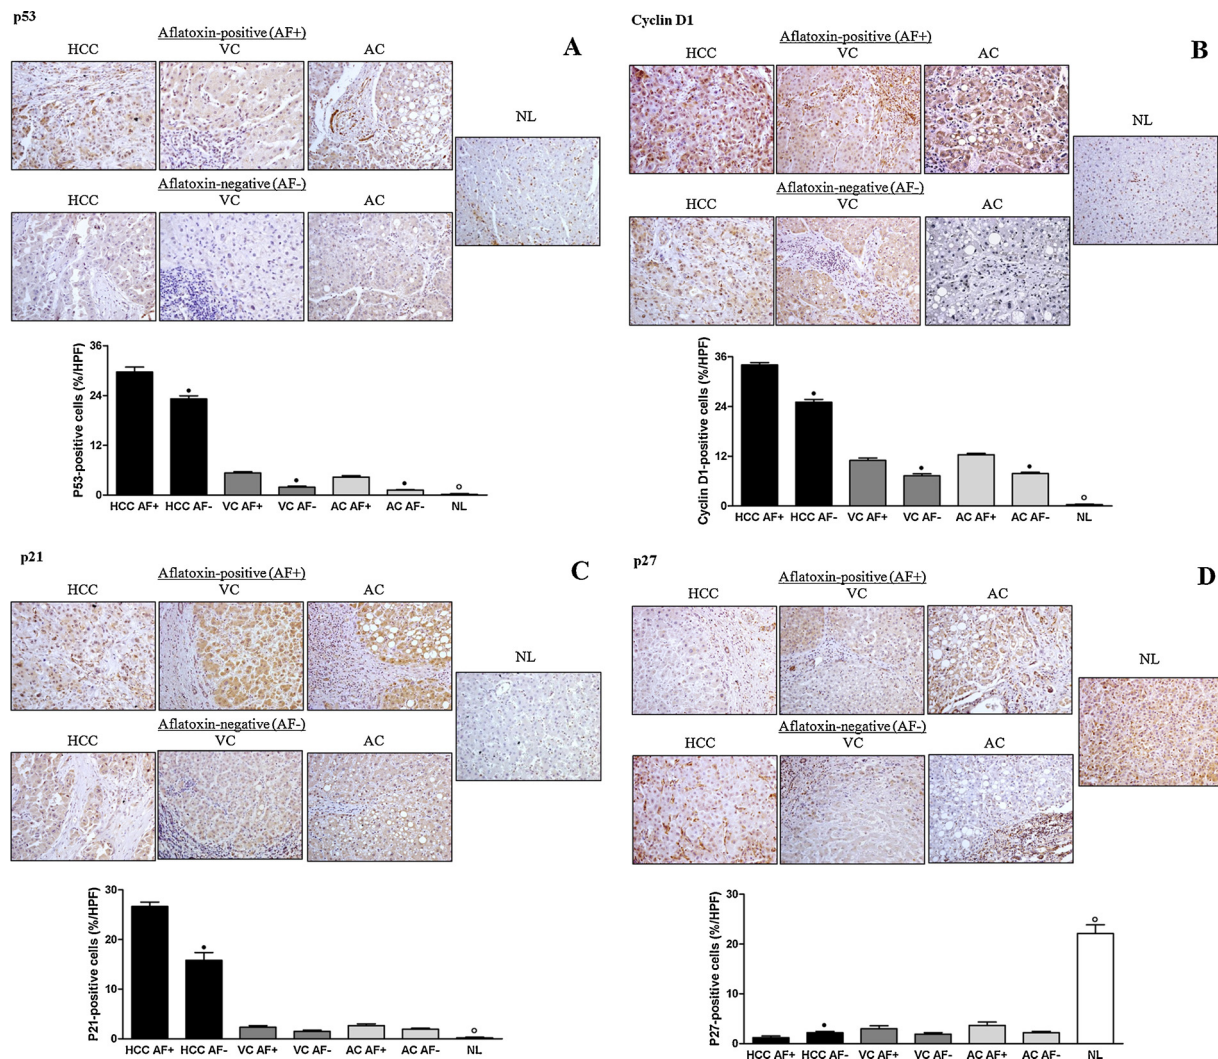 p53
Aflatoxin-positive (AF+)
A
HCC
VC
AC
NL
Aflatoxin-negative (AF-)
HCC
VC
AC
P53-positive cells (%/HPF)
36
24
12
0
HCC AF+ HCC AF- VC AF+ VC AF- AC AF+ AC AF- NL
Cyclin D1
Aflatoxin-positive (AF+)
B
HCC
VC
AC
NL
Aflatoxin-negative (AF-)
HCC
VC
AC
Cyclin D1-positive cells (%/HPF)
36
24
12
0
HCC AF+ HCC AF- VC AF+ VC AF- AC AF+ AC AF- NL
p21
Aflatoxin-positive (AF+)
C
HCC
VC
AC
NL
Aflatoxin-negative (AF-)
HCC
VC
AC
P21-positive cells (%/HPF)
30
20
10
0
HCC AF+ HCC AF- VC AF+ VC AF- AC AF+ AC AF- NL
p27
Aflatoxin-positive (AF+)
D
HCC
VC
AC
NL
Aflatoxin-negative (AF-)
HCC
VC
AC
P27-positive cells (%/HPF)
30
20
10
0
HCC AF+ HCC AF- VC AF+ VC AF- AC AF+ AC AF- NL